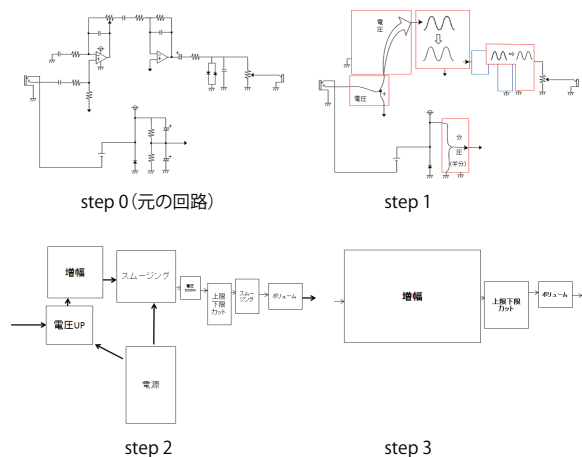 電
圧
電圧
分
圧
(半分)
step 0（元の回路）
step 1
増幅
スムージング
電圧
DOWN
上限
下限
カット
スムー
ジング
ボリューム
電圧UP
電源
増幅
上限下限
カット
ボリューム
step 2
step 3